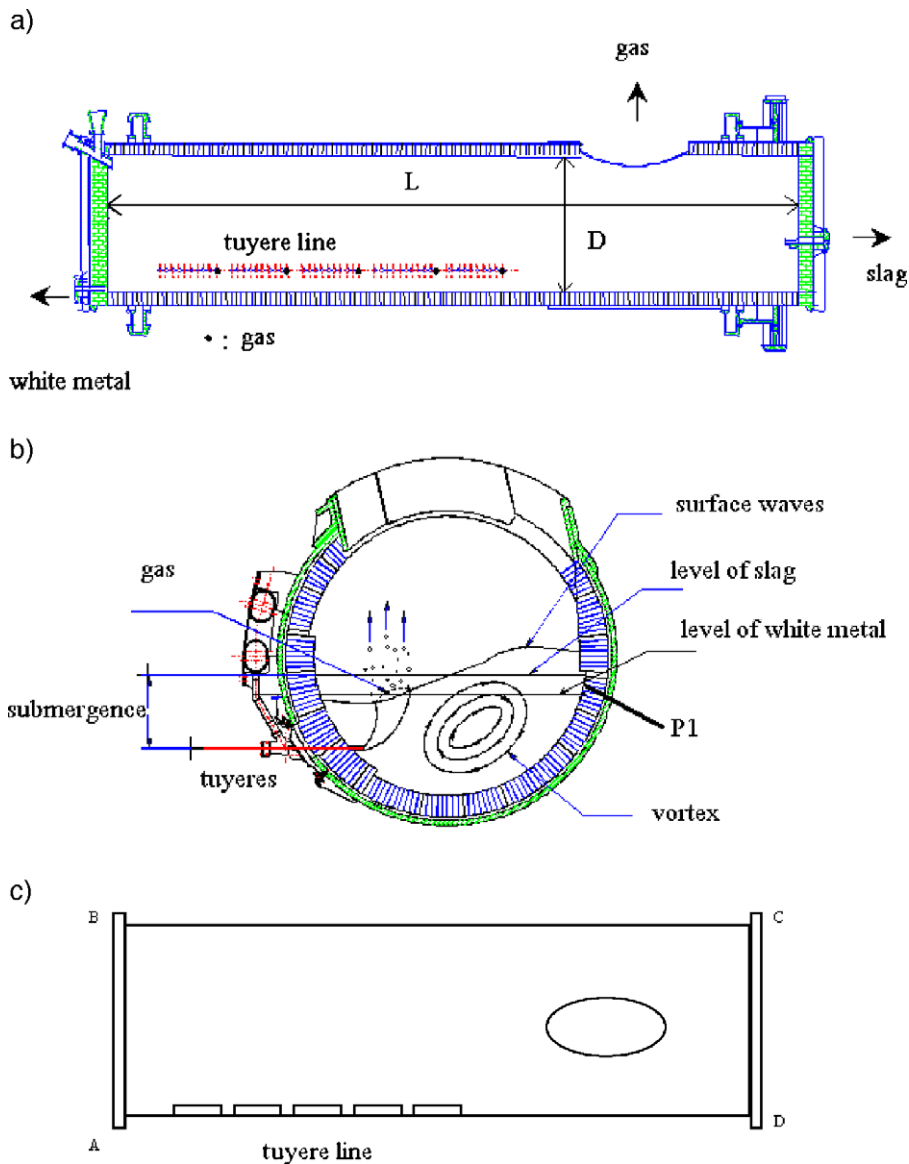 a)
gas
L
D
tuyere line
slag
: gas
white metal
b)
surface waves
gas
level of slag
level of white metal
submergence
P1
tuyeres
vortex
c)
B
C
A
D
tuyere line